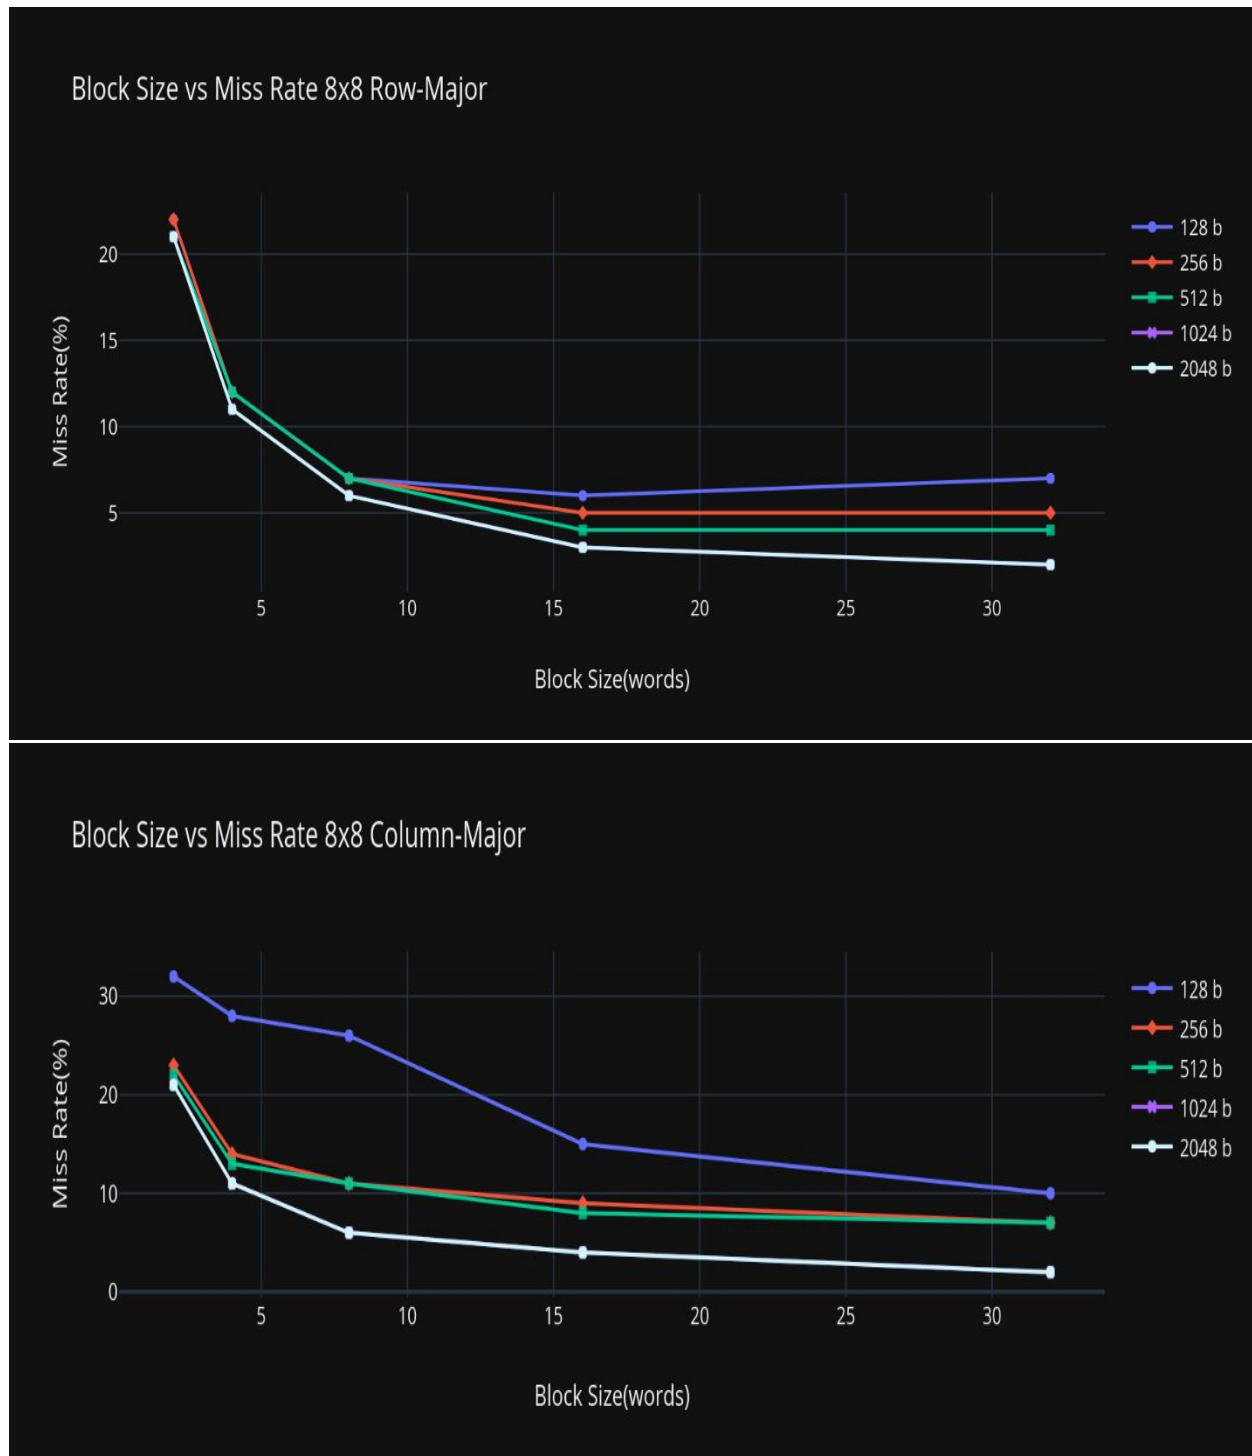 Block Size vs Miss Rate 8x8 Row-Major
Miss Rate(%)
20
15
10
5
5 10 15 20 25 30
Block Size(words)
128 b
256 b
512 b
1024 b
2048 b
Block Size vs Miss Rate 8x8 Column-Major
Miss Rate(%)
30
20
10
0
5 10 15 20 25 30
Block Size(words)
128 b
256 b
512 b
1024 b
2048 b